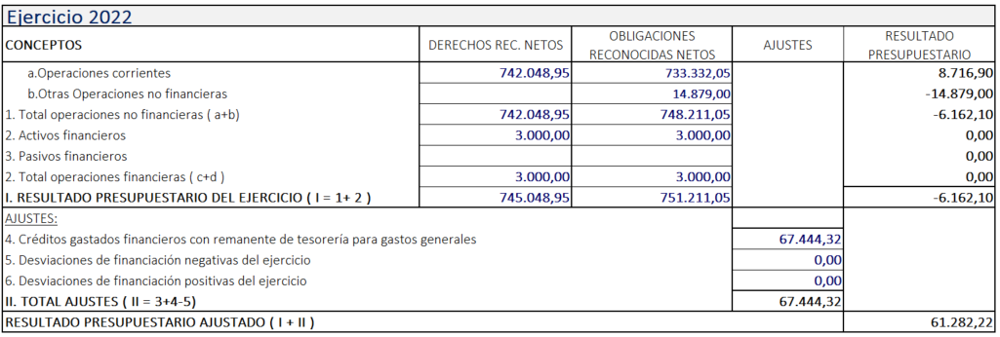 Ejercicio 2022
CONCEPTOS DERECHOS REC. NETOS OBLIGACIONES RECONOCIDAS NETOS AJUSTES RESULTADO PRESUPUESTARIO
a.Operaciones corrientes 742.048,95 733.332,05 8.716,90
b.Otras Operaciones no financieras 14.879,00 -14.879,00
1. Total operaciones no financieras ( a+b) 742.048,95 748.211,05 -6.162,10
2. Activos financieros 3.000,00 3.000,00 0,00
3. Pasivos financieros 0,00
2. Total operaciones financieras ( c+d ) 3.000,00 3.000,00 0,00
I. RESULTADO PRESUPUESTARIO DEL EJERCICIO ( I = 1+ 2 ) 745.048,95 751.211,05 -6.162,10
AJUSTES:
4. Créditos gastados financieros con remanente de tesorería para gastos generales 67.444,32
5. Desviaciones de financiación negativas del ejercicio 0,00
6. Desviaciones de financiación positivas del ejercicio 0,00
II. TOTAL AJUSTES ( II = 3+4-5) 67.444,32
RESULTADO PRESUPUESTARIO AJUSTADO ( I + II ) 61.282,22